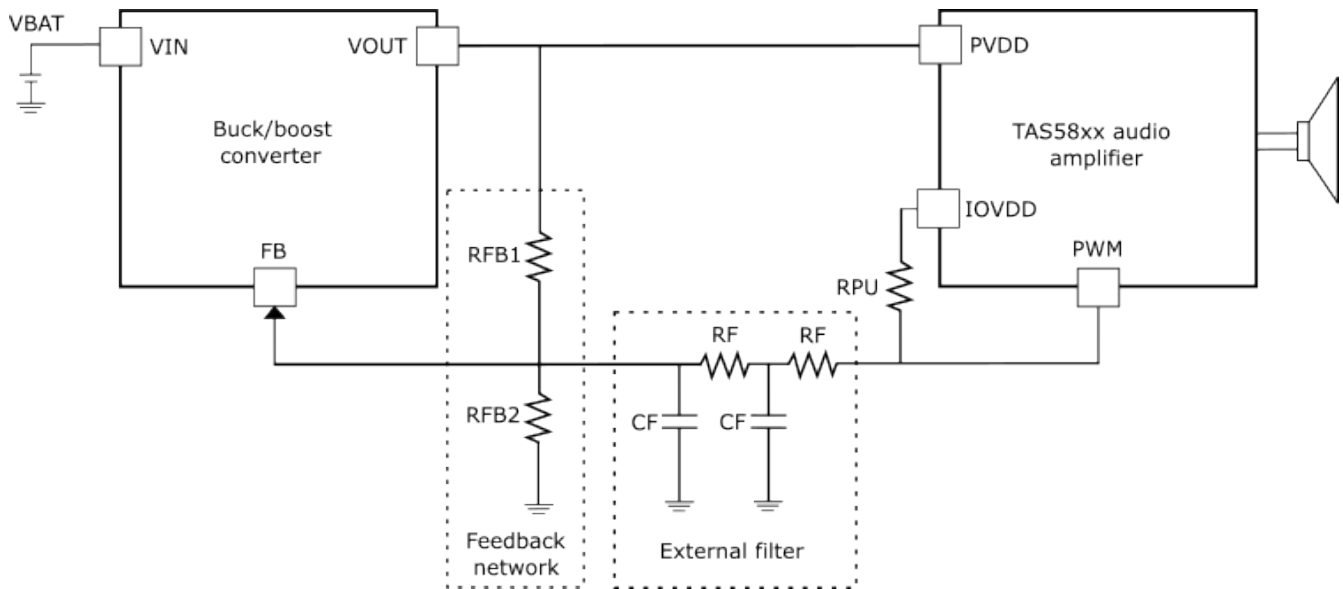 VBAT
VIN
VOUT
PVDD
Buck/boost
converter
TAS58xx audio
amplifier
IOVDD
FB
RFB1
PWM
RPU
RF
RF
RFB2
CF
CF
Feedback
network
External filter